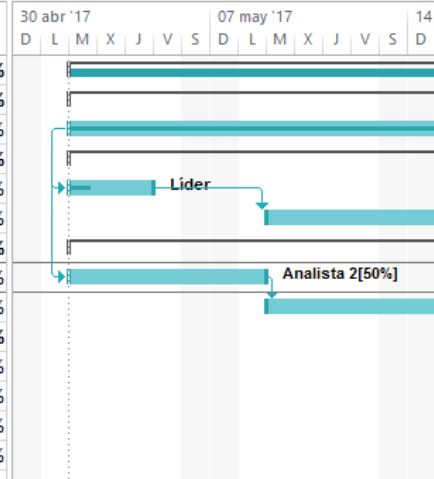 30 abr '17 07 may '17 14
D L M X J V S D L M X J V S D
Líder
Analista 2[50%]